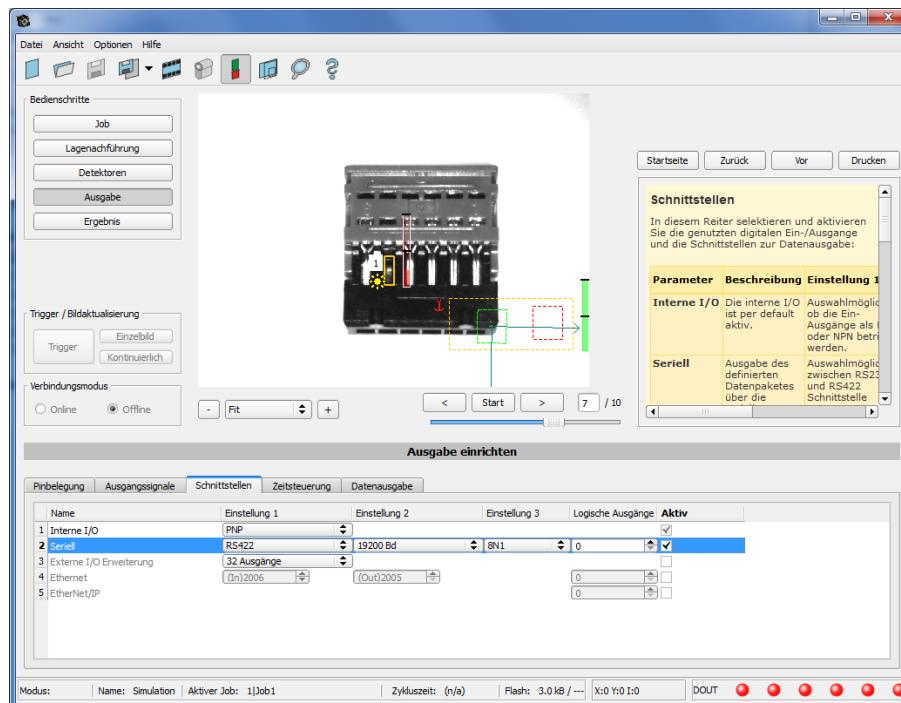 Datei Ansicht Optionen Hilfe
Bedienschritte
Job
Lagenachführung
Detektoren
Ausgabe
Ergebnis
Trigger / Bildaktualisierung
Trigger
Einzelbild
Kontinuierlich
Verbindungsmodus
Online Offline
1
- Fit +
< Start > 7 / 10
Startseite Zurück Vor Drucken
Schnittstellen
In diesem Reiter selektieren und aktivieren
Sie die genutzten digitalen Ein-/Ausgange
und die Schnittstellen zur Datenausgabe:
Parameter Beschreibung Einstellung 1
Interne I/O Die interne I/O Auswahlmöglic
ist per default ob die Ein-
aktiv. Ausgänge als
oder NPN betri
werden.
Seriell Ausgabe des Auswahlmöglic
definierten zwischen RS23
Datenpaketes und RS422
über die Schnittstelle
Ausgabe einrichten
Pinbelegung Ausgangssignale Schnittstellen Zeitsteuerung Datenausgabe
Name Einstellung 1 Einstellung 2 Einstellung 3 Logische Ausgänge Aktiv
1 Interne I/O PNP
2 Seriell RS422 19200 Bd 8N1 0
3 Externe I/O Erweiterung 32 Ausgänge
4 Ethernet (In)2006 (Out)2005 0
5 EtherNet/IP 0
Modus: Name: Simulation Aktiver Job: 1|Job1 Zykluszeit: (n/a) Flash: 3.0 kB / --- X:0 Y:0 I:0 DOUT